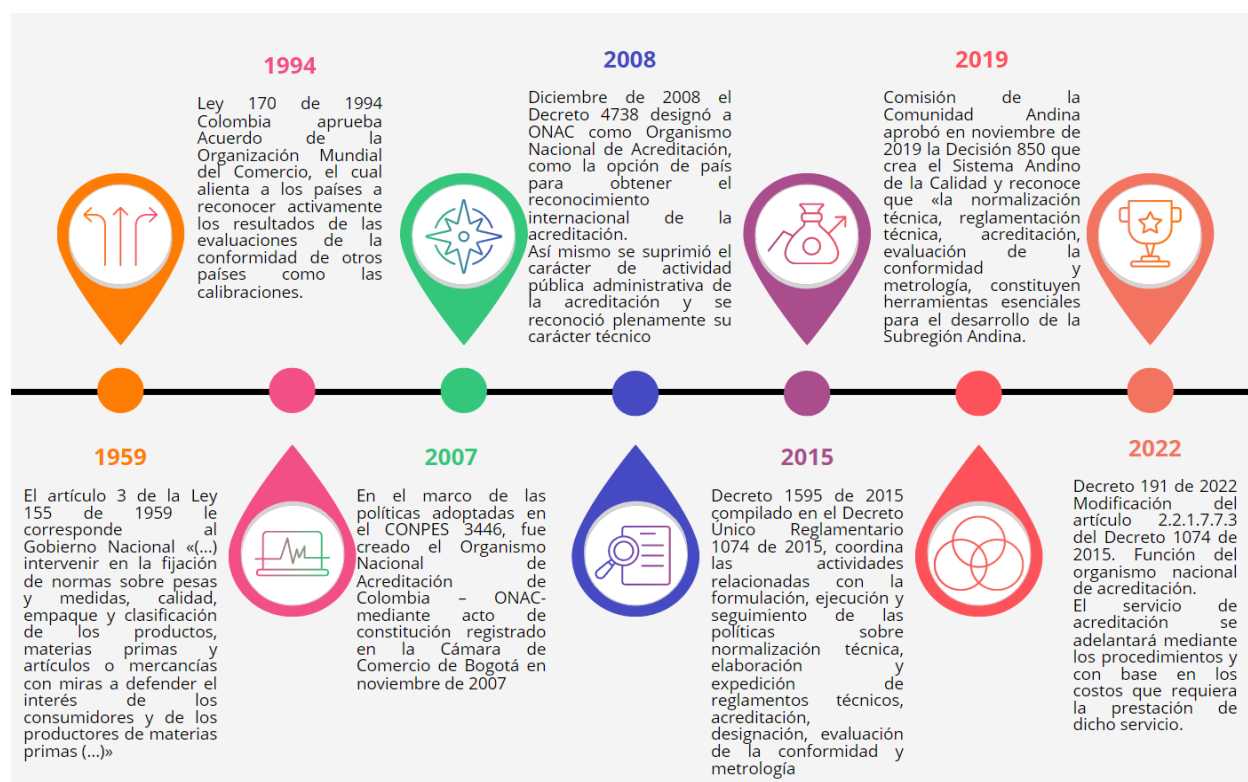 1994
Ley 170 de 1994
Colombia aprueba
Acuerdo de la
Organización Mundial
del Comercio, el cual
alienta a los países a
reconocer activamente
los resultados de las
evaluaciones de la
conformidad de otros
países como las
calibraciones.
2008
Diciembre de 2008 el
Decreto 4738 designó a
ONAC como Organismo
Nacional de Acreditación,
como la opción de país
para obtener el
reconocimiento
internacional de la
acreditación.
Así mismo se suprimió el
carácter de actividad
pública administrativa de
la acreditación y se
reconoció plenamente su
carácter técnico
2019
Comisión de la
Comunidad Andina
aprobó en noviembre de
2019 la Decisión 850 que
crea el Sistema Andino
de la Calidad y reconoce
que «la normalización
técnica, reglamentación
técnica, acreditación,
evaluación de la
conformidad y
metrología, constituyen
herramientas esenciales
para el desarrollo de la
Subregión Andina.
1959
El artículo 3 de la Ley
155 de 1959 le
corresponde al
Gobierno Nacional «(...)
intervenir en la fijación
de normas sobre pesas
y medidas, calidad,
empaque y clasificación
de los productos,
materias primas y
artículos o mercancías
con miras a defender el
interés de los
consumidores y de los
productores de materias
primas (...)»
2007
En el marco de las
políticas adoptadas en
el CONPES 3446, fue
creado el Organismo
Nacional de
Acreditación de
Colombia – ONAC-
mediante acto de
constitución registrado
en la Cámara de
Comercio de Bogotá en
noviembre de 2007
2015
Decreto 1595 de 2015
compilado en el Decreto
Único Reglamentario
1074 de 2015, coordina
las actividades
relacionadas con la
formulación, ejecución y
seguimiento de las
políticas sobre
normalización técnica,
elaboración y
expedición de
reglamentos técnicos,
acreditación,
designación, evaluación
de la conformidad y
metrología
2022
Decreto 191 de 2022
Modificación del
artículo 2.2.1.7.7.3
del Decreto 1074 de
2015. Función del
organismo nacional
de acreditación.
El servicio de
acreditación se
adelantará mediante
los procedimientos y
con base en los
costos que requiera
la prestación de
dicho servicio.